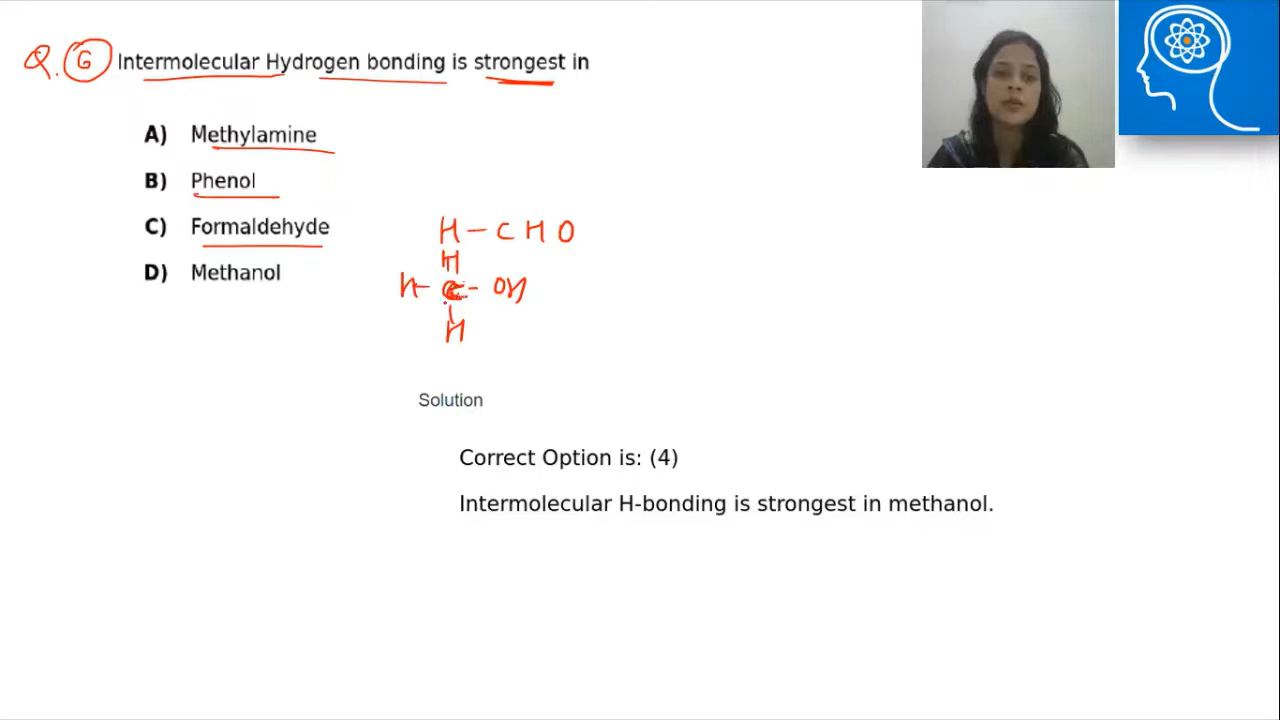 Q. 6 Intermolecular Hydrogen bonding is strongest in
A) Methylamine
B) Phenol
C) Formaldehyde
D) Methanol
H - C H O
H
H - C - OH
H
Solution
Correct Option is: (4)
Intermolecular H-bonding is strongest in methanol.